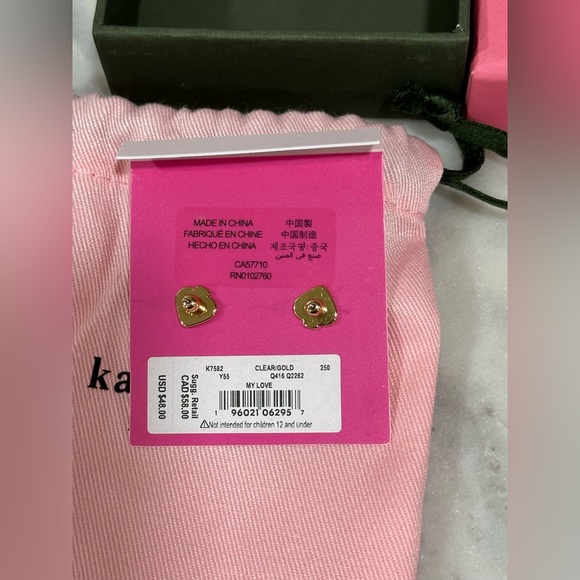 MADE IN CHINA
FABRIQUÉ EN CHINE
HECHO EN CHINA
中国製
中国制造
제조국명:중국
صنع في الصين
CA57710
RN0102760
ka
K7582 CLEAR/GOLD 250
Y55 Q416 Q2262
MY LOVE
1 96021 06295 7
⚠Not intended for children 12 and under
Sugg. Retail
CAD $58.00
USD $48.00